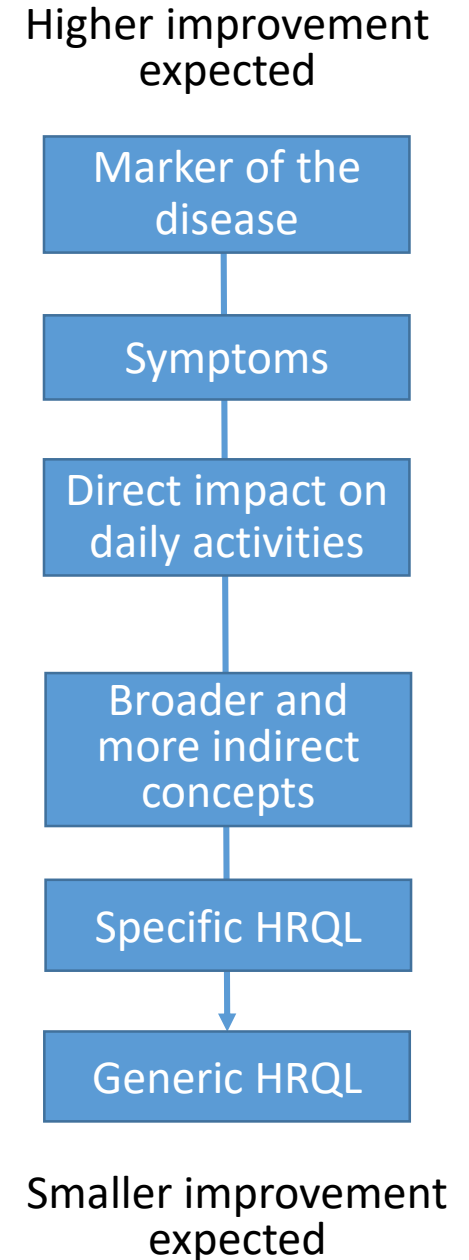 Higher improvement
expected
Marker of the
disease
Symptoms
Direct impact on
daily activities
Broader and
more indirect
concepts
Specific HRQL
Generic HRQL
Smaller improvement
expected